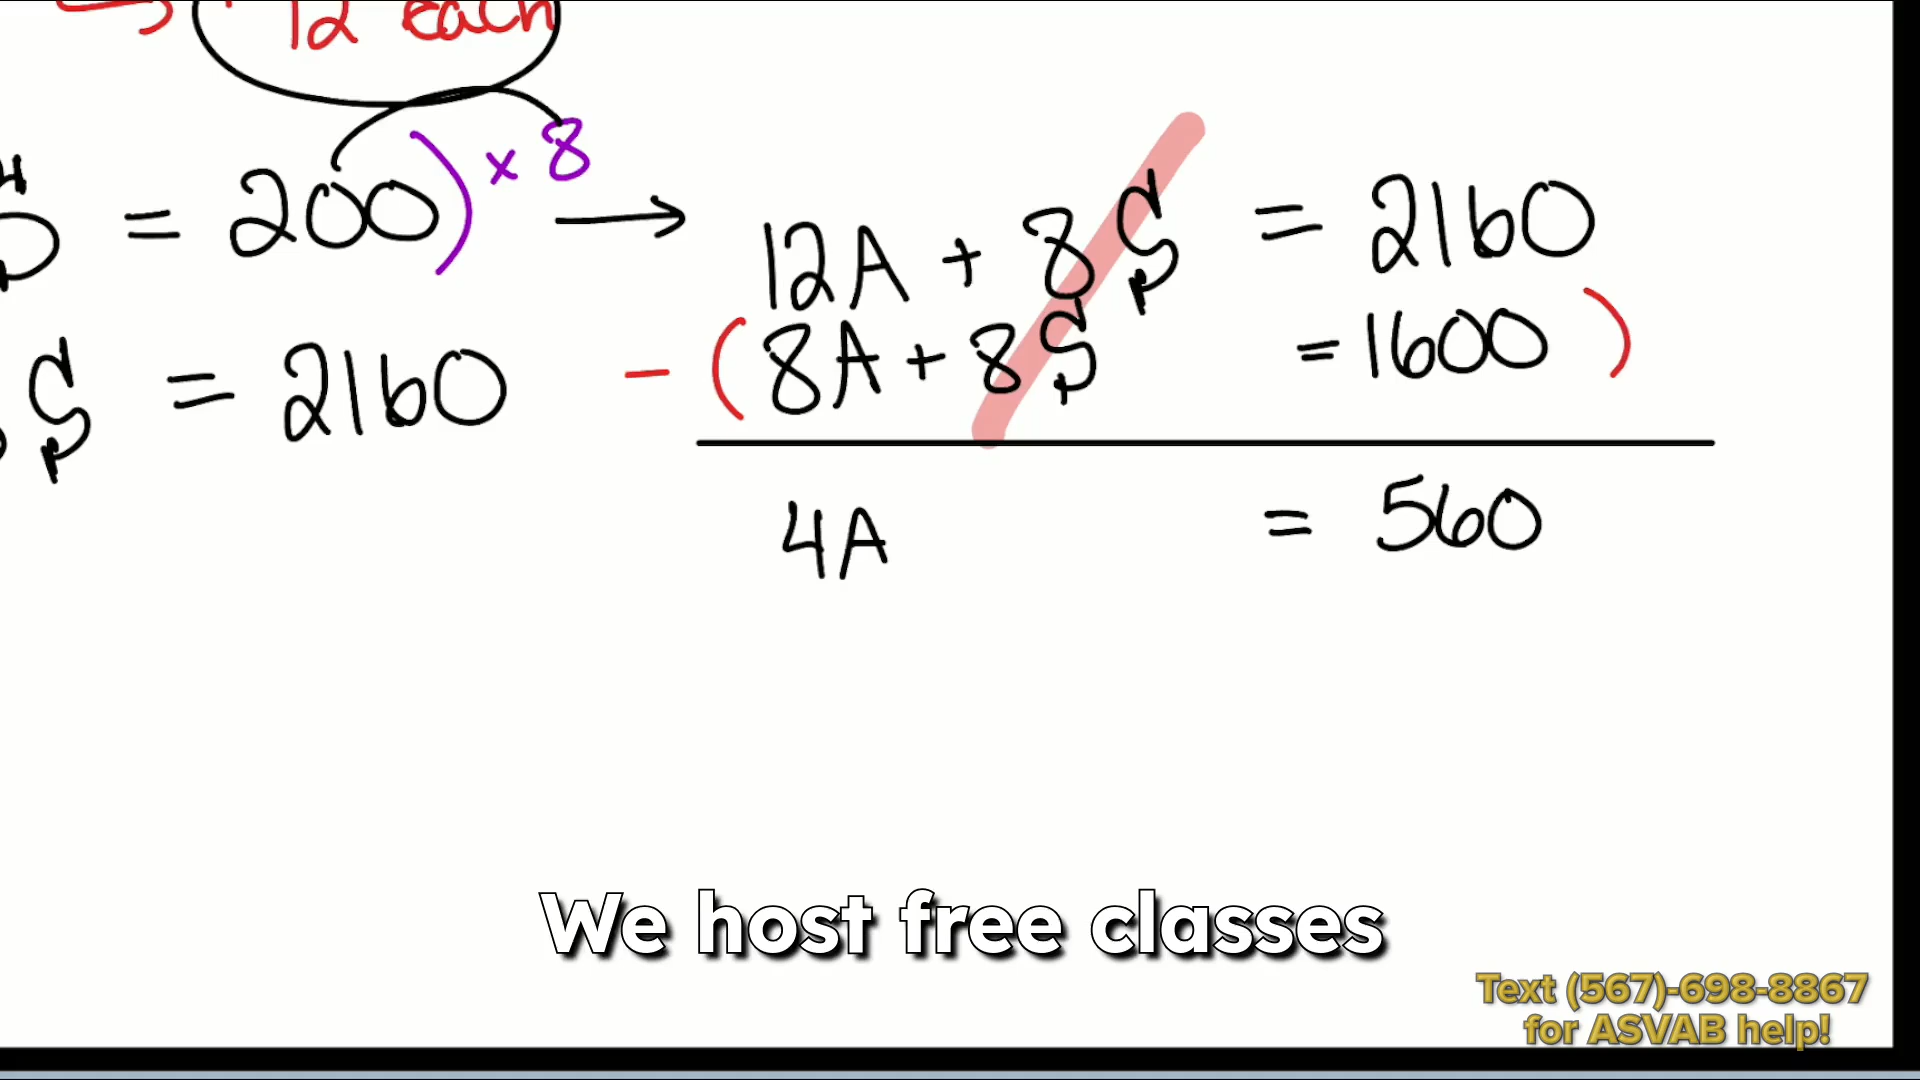 12 each
= 200) × 8 →
12A + 8S = 2160
S = 2160
- (8A + 8S = 1600)
4A = 560
We host free classes
Text (567)-698-8867
for ASVAB help!